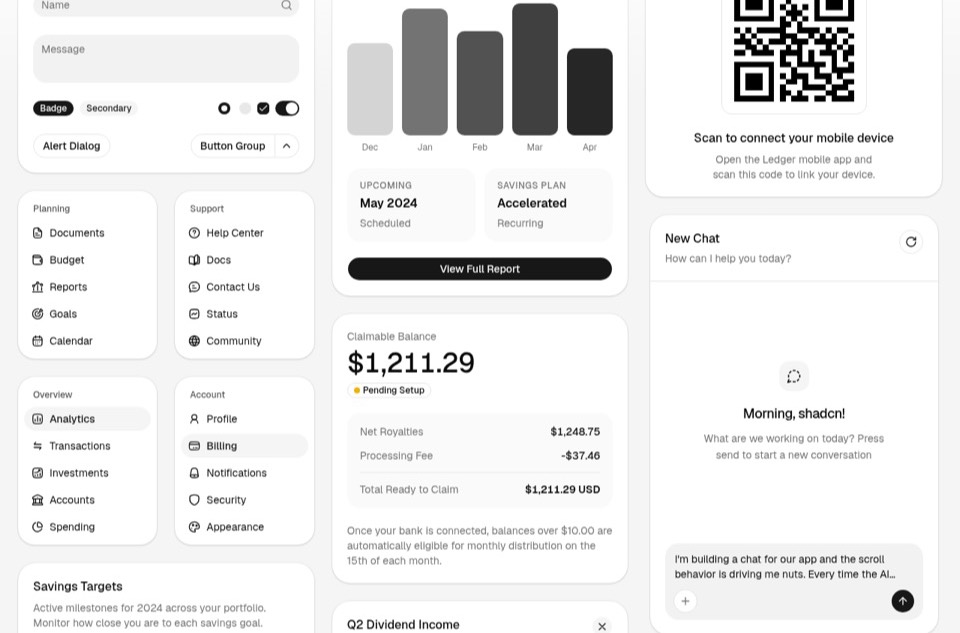 Name
Message
Badge
Secondary
Alert Dialog
Button Group
Planning
Documents
Budget
Reports
Goals
Calendar
Support
Help Center
Docs
Contact Us
Status
Community
Overview
Analytics
Transactions
Investments
Accounts
Spending
Account
Profile
Billing
Notifications
Security
Appearance
Savings Targets
Active milestones for 2024 across your portfolio.
Monitor how close you are to each savings goal.
Dec
Jan
Feb
Mar
Apr
UPCOMING
May 2024
Scheduled
SAVINGS PLAN
Accelerated
Recurring
View Full Report
Claimable Balance
$1,211.29
Pending Setup
Net Royalties
$1,248.75
Processing Fee
-$37.46
Total Ready to Claim
$1,211.29 USD
Once your bank is connected, balances over $10.00 are
automatically eligible for monthly distribution on the
15th of each month.
Q2 Dividend Income
Scan to connect your mobile device
Open the Ledger mobile app and
scan this code to link your device.
New Chat
How can I help you today?
Morning, shadcn!
What are we working on today? Press
send to start a new conversation
I'm building a chat for our app and the scroll
behavior is driving me nuts. Every time the AI…